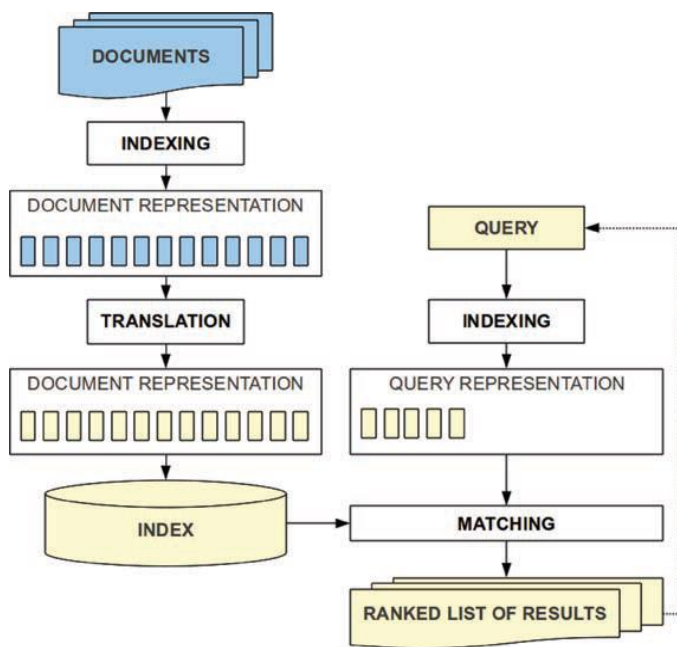 DOCUMENTS
INDEXING
DOCUMENT REPRESENTATION
TRANSLATION
DOCUMENT REPRESENTATION
INDEX
QUERY
INDEXING
QUERY REPRESENTATION
MATCHING
RANKED LIST OF RESULTS